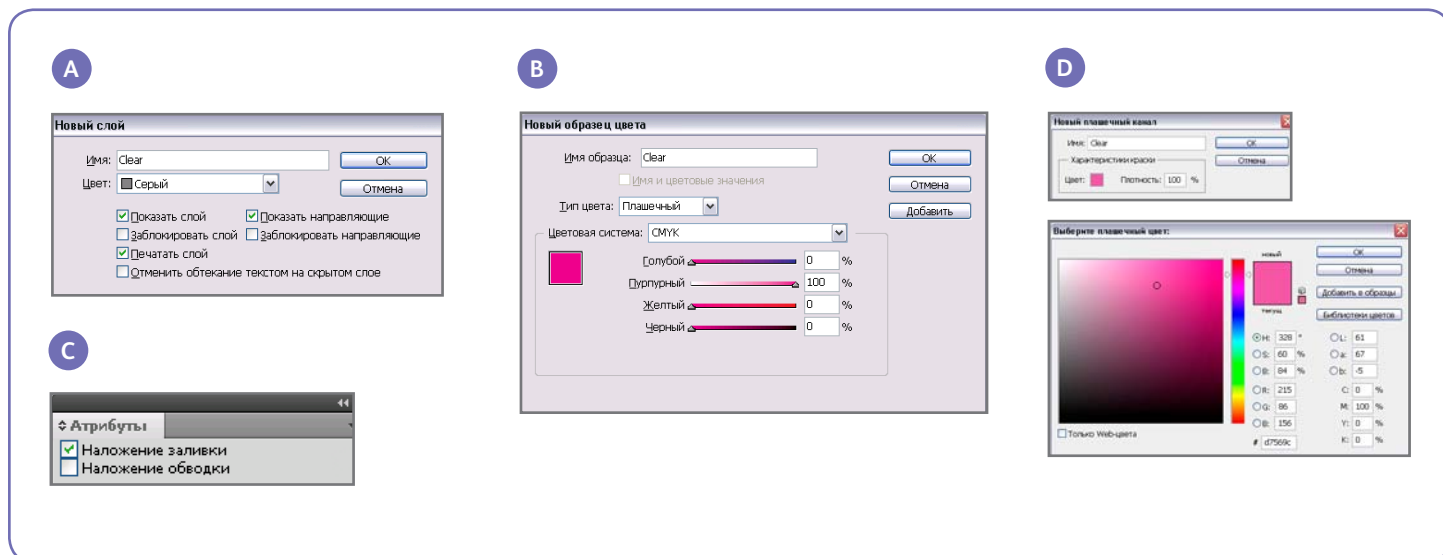 A
Новый слой
Имя: Clear
OK
Цвет: Серый
Отмена
Показать слой
Показать направляющие
Заблокировать слой
Заблокировать направляющие
Печатать слой
Отменить обтекание текстом на скрытом слое
C
Атрибуты
Наложение заливки
Наложение обводки
B
Новый образец цвета
Имя образца: Clear
OK
Имя и цветовые значения
Отмена
Тип цвета: Плашечный
Добавить
Цветовая система: CMYK
Голубой 0 %
Пурпурный 100 %
Желтый 0 %
Черный 0 %
D
Новый плашечный канал
Имя: Clear
OK
Характеристики краски
Отмена
Цвет: Плотность: 100 %
Выберите плашечный цвет:
новый
OK
Отмена
Добавить в образцы
текущ
Библиотеки цветов
H: 328 °
L: 61
S: 60 %
a: 67
B: 84 %
b: -5
R: 215
C: 0 %
G: 86
M: 100 %
B: 156
Y: 0 %
Только Web-цвета
# d7569c
K: 0 %